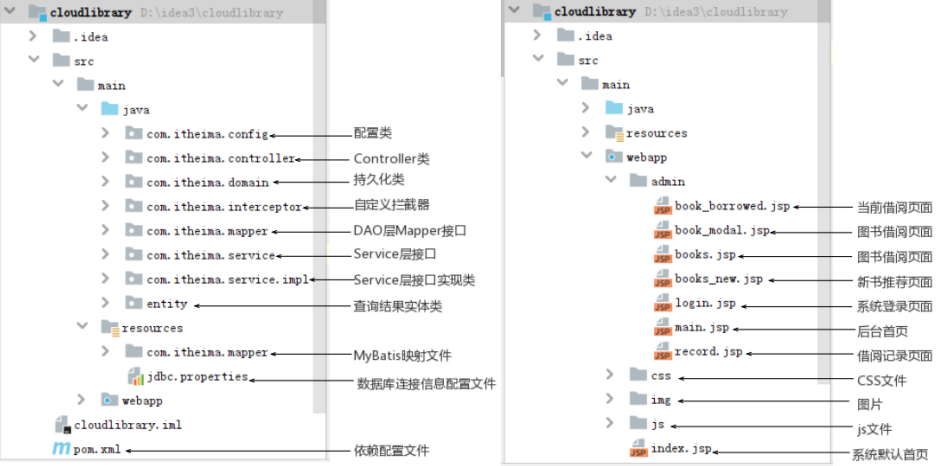 cloudlibrary D:\idea3\cloudlibrary
.idea
src
main
java
com.itheima.config 配置类
com.itheima.controller Controller类
com.itheima.domain 持久化类
com.itheima.interceptor 自定义拦截器
com.itheima.mapper DAO层Mapper接口
com.itheima.service Service层接口
com.itheima.service.impl Service层接口实现类
entity 查询结果实体类
resources
com.itheima.mapper MyBatis映射文件
jdbc.properties 数据库连接信息配置文件
webapp
cloudlibrary.iml
m pom.xml 依赖配置文件
cloudlibrary D:\idea3\cloudlibrary
.idea
src
main
java
resources
webapp
admin
JSP book_borrowed.jsp 当前借阅页面
JSP book_modal.jsp 图书借阅页面
JSP books.jsp 图书借阅页面
JSP books_new.jsp 新书推荐页面
JSP login.jsp 系统登录页面
JSP main.jsp 后台首页
JSP record.jsp 借阅记录页面
css CSS文件
img 图片
js js文件
JSP index.jsp 系统默认首页